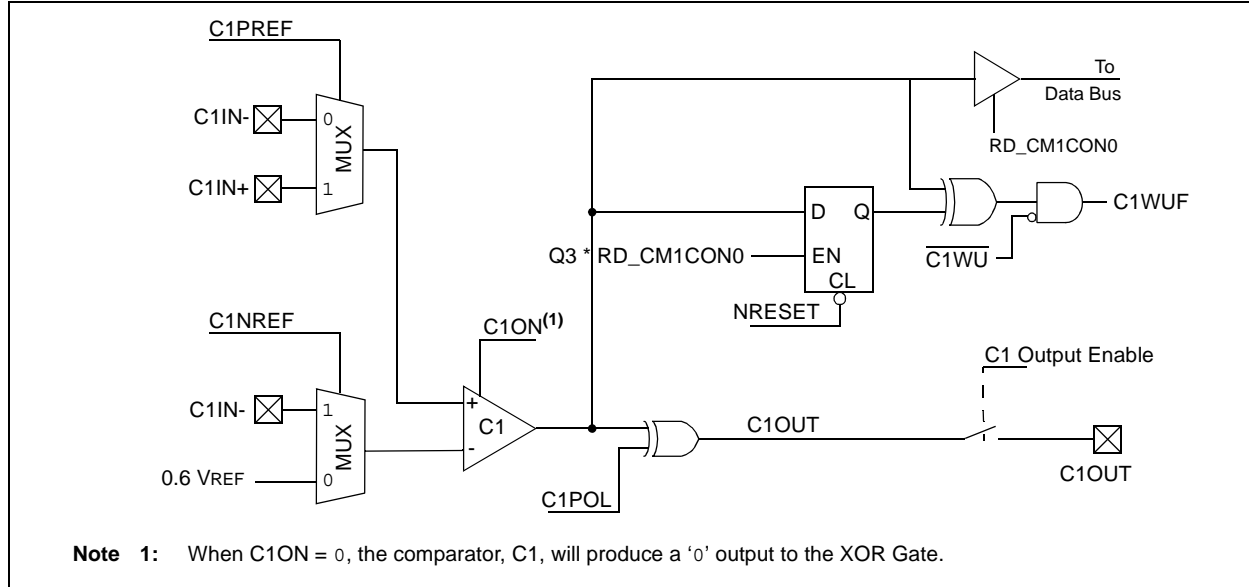 C1PREF
C1IN-
0
MUX
C1IN+
1
To
Data Bus
RD_CM1CON0
D Q
Q3 * RD_CM1CON0
EN
CL
NRESET
C1WU
C1WUF
C1NREF
C1ON(1)
C1IN-
1
MUX
0.6 VREF
0
+
C1
-
C1POL
C1OUT
C1 Output Enable
C1OUT
Note 1: When C1ON = 0, the comparator, C1, will produce a ‘0’ output to the XOR Gate.